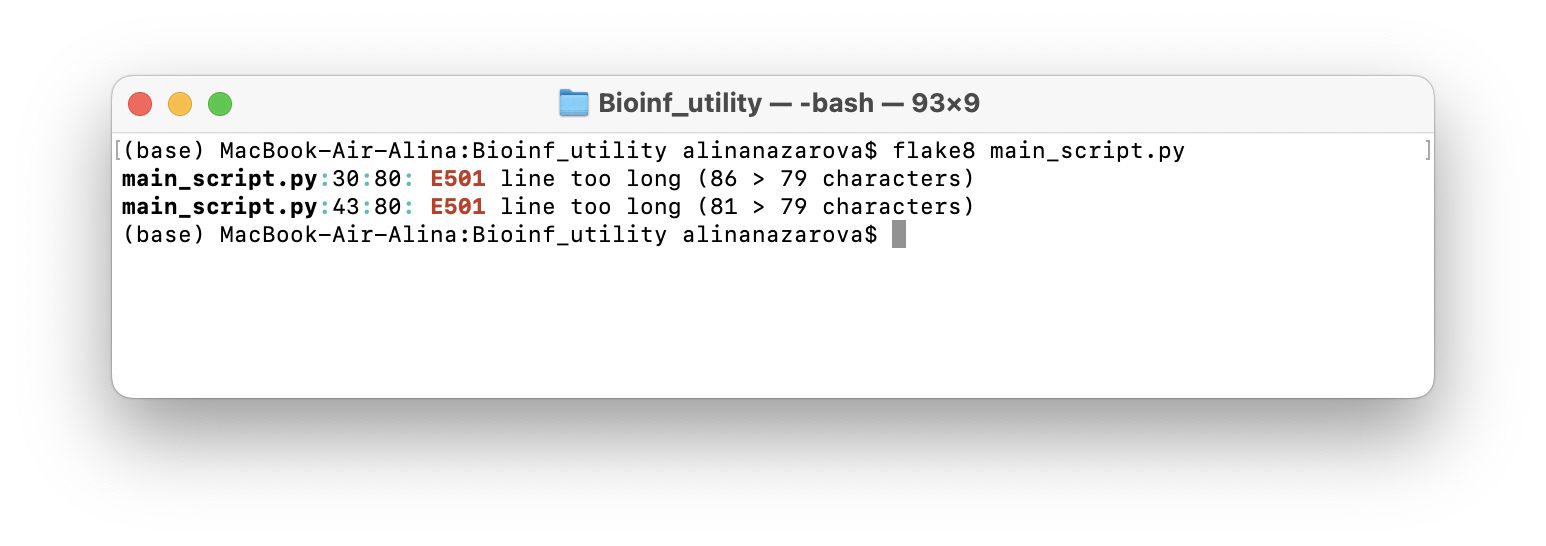 Bioinf_utility — -bash — 93×9
[(base) MacBook-Air-Alina:Bioinf_utility alinanazarova$ flake8 main_script.py ]
main_script.py:30:80: E501 line too long (86 > 79 characters)
main_script.py:43:80: E501 line too long (81 > 79 characters)
(base) MacBook-Air-Alina:Bioinf_utility alinanazarova$